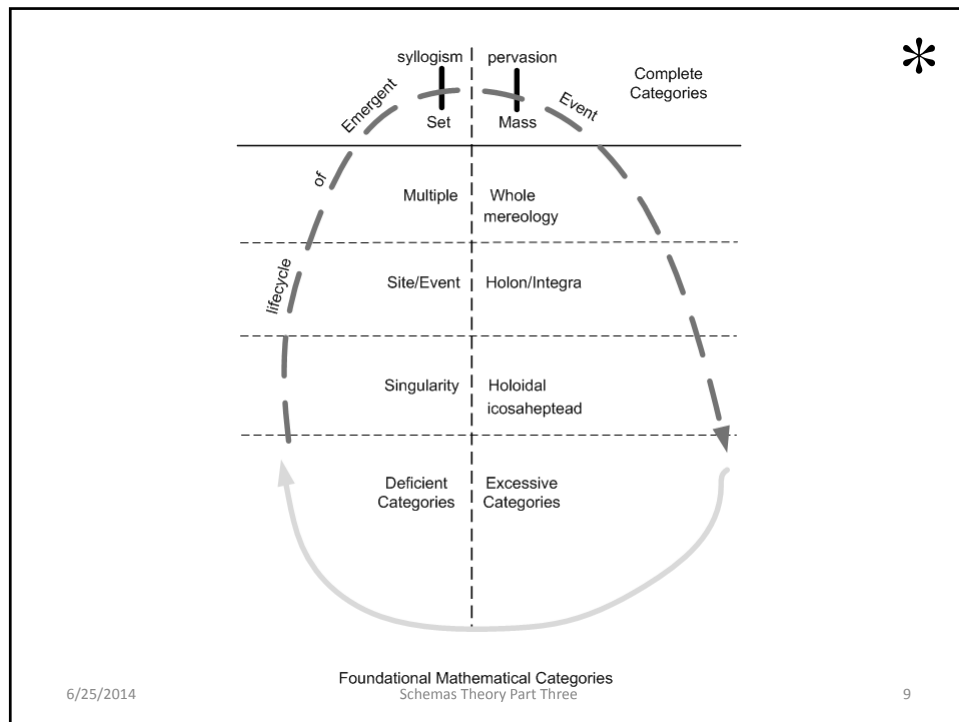 syllogism pervasion
*
Complete
Categories
lifecycle of Emergent Event
Set Mass
Multiple Whole
mereology
Site/Event Holon/Integra
Singularity Holoidal
icosaheptead
Deficient Excessive
Categories Categories
Foundational Mathematical Categories
6/25/2014 Schemas Theory Part Three 9